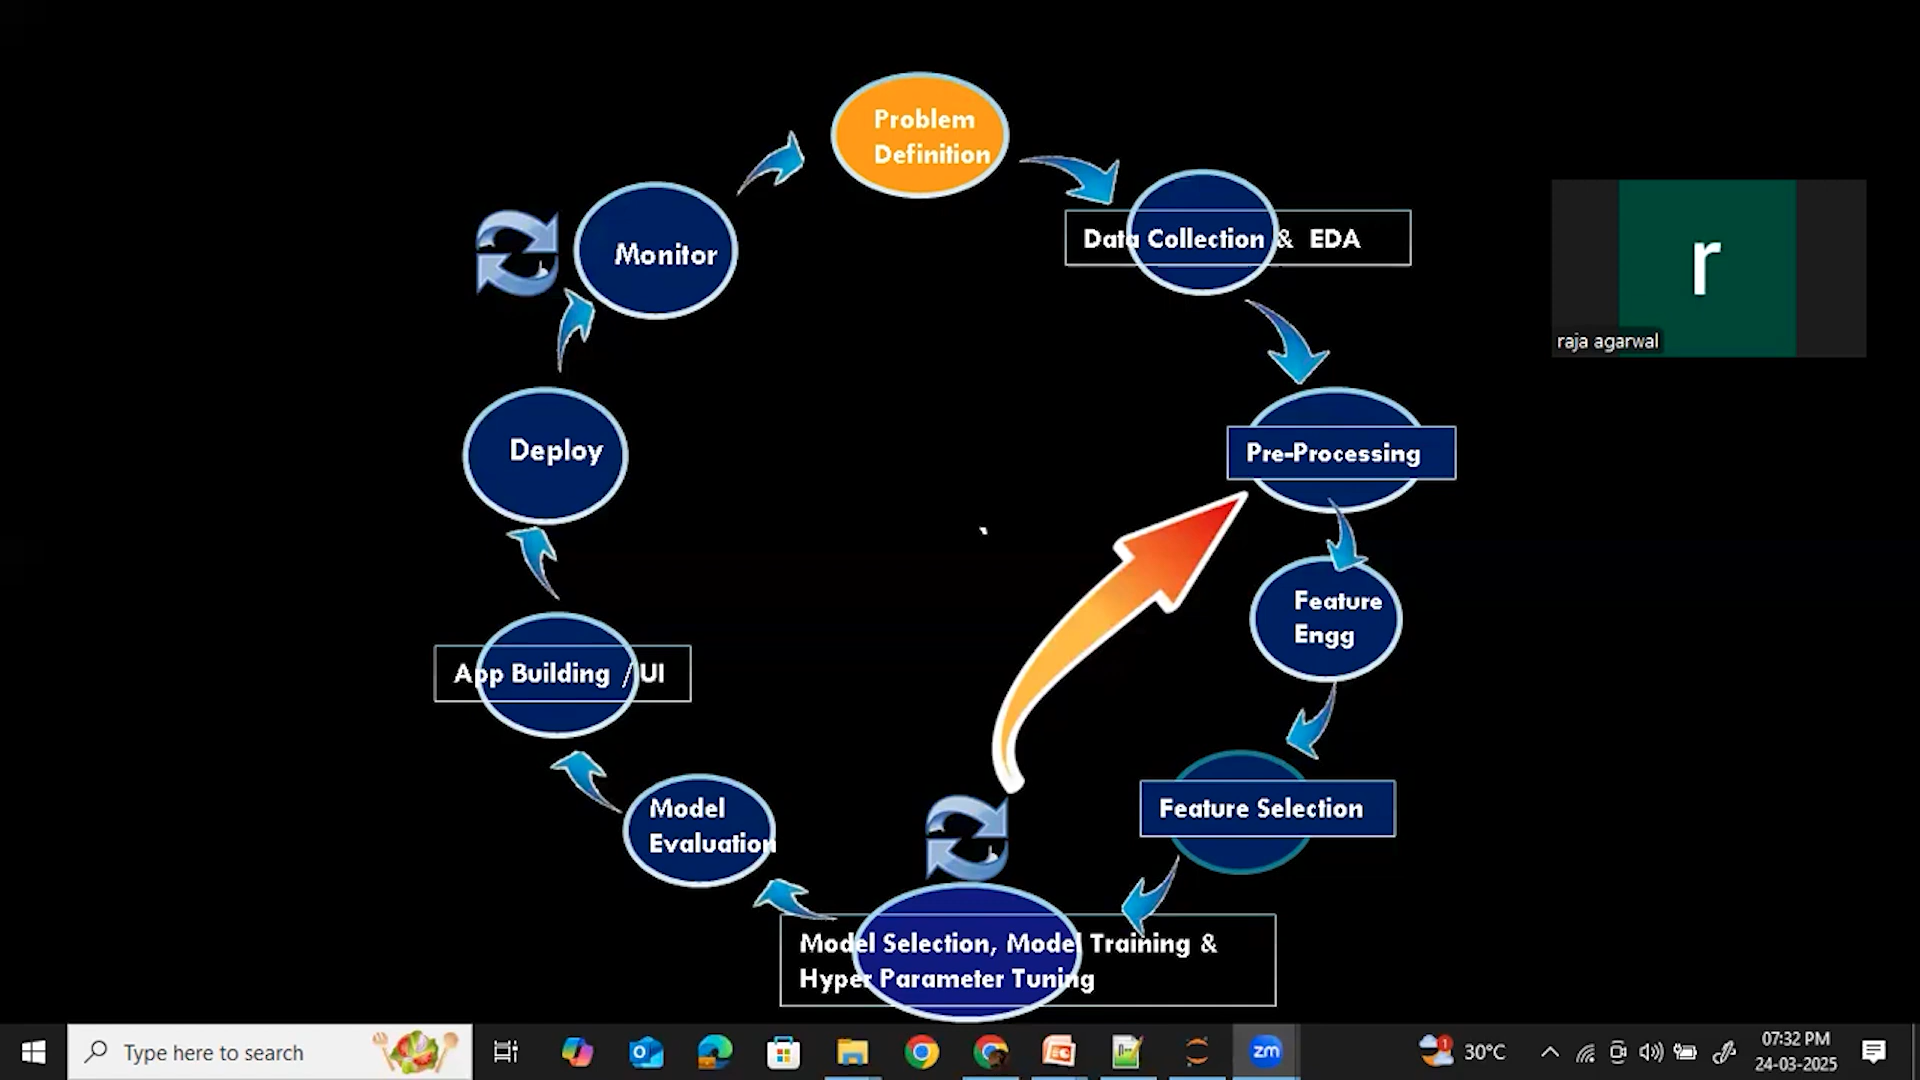 Problem
Definition
Data Collection & EDA
Monitor
r
raja agarwal
Pre-Processing
Deploy
Feature
Engg
App Building / UI
Feature Selection
Model
Evaluation
Model Selection, Model Training &
Hyper Parameter Tuning
Type here to search
zm
1
30°C
07:32 PM
24-03-2025